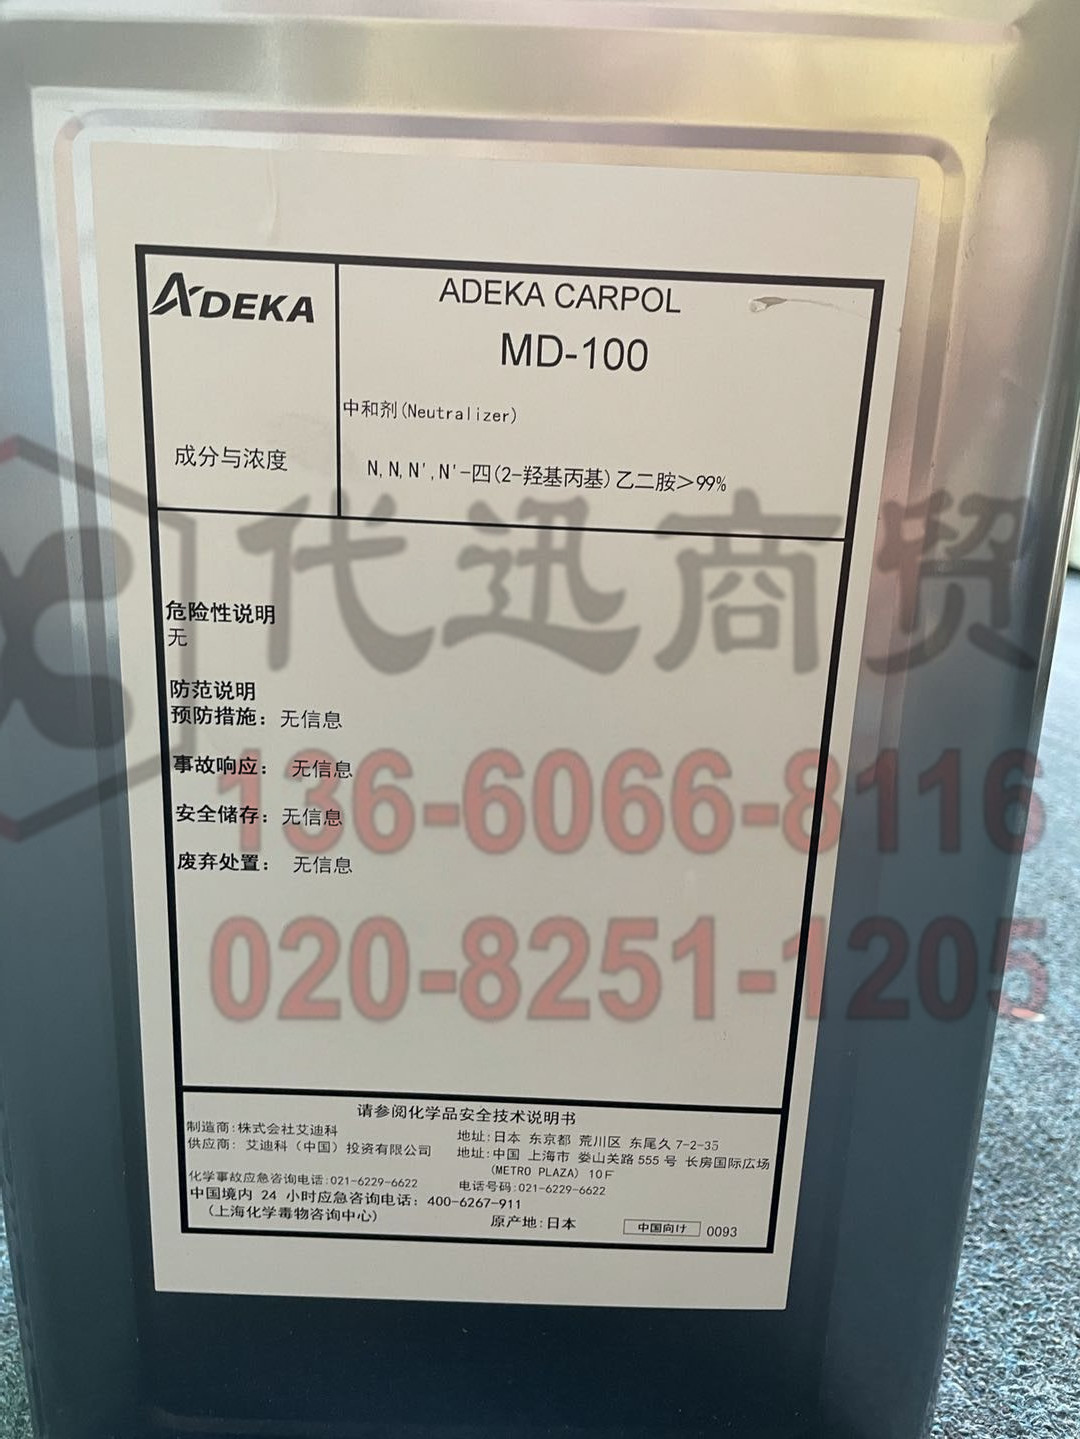 ADEKA
ADEKA CARPOL
MD-100
中和剂(Neutralizer)
成分与浓度
N,N,N',N'-四(2-羟基丙基)乙二胺>99%
代迅商贸
危险性说明
无
防范说明
预防措施：无信息
事故响应：无信息
136-6066-8116
安全储存：无信息
废弃处置：无信息
020-8251-1205
请参阅化学品安全技术说明书
制造商:株式会社艾迪科
地址:日本 东京都 荒川区 东尾久 7-2-35
供应商：艾迪科（中国）投资有限公司
地址:中国 上海市 娄山关路 555 号 长房国际広场
(METRO PLAZA) 10F
化学事故应急咨询电话:021-6229-6622
电话号码:021-6229-6622
中国境内 24 小时应急咨询电话：400-6267-911
（上海化学毒物咨询中心）
原产地:日本
中国向け 0093